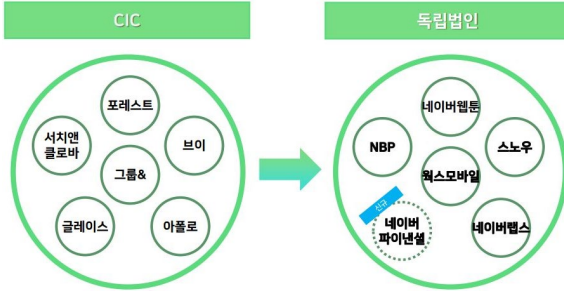 CIC
포레스트
서치앤
클로바
브이
그룹&
글레이스
아폴로
독립법인
네이버웹툰
NBP
스노우
웍스모바일
신규
네이버
파이낸셜
네이버랩스